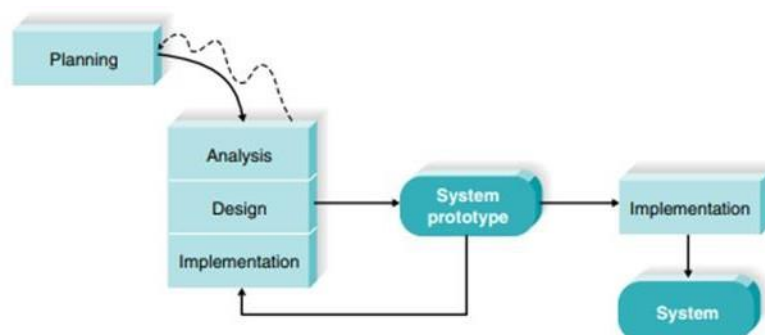 Planning
Analysis
Design
Implementation
System
prototype
Implementation
System